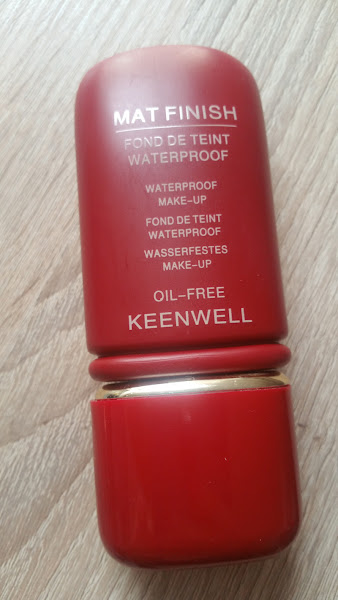 MAT FINISH
FOND DE TEINT
WATERPROOF
WATERPROOF
MAKE-UP
FOND DE TEINT
WATERPROOF
WASSERFESTES
MAKE-UP
OIL-FREE
KEENWELL